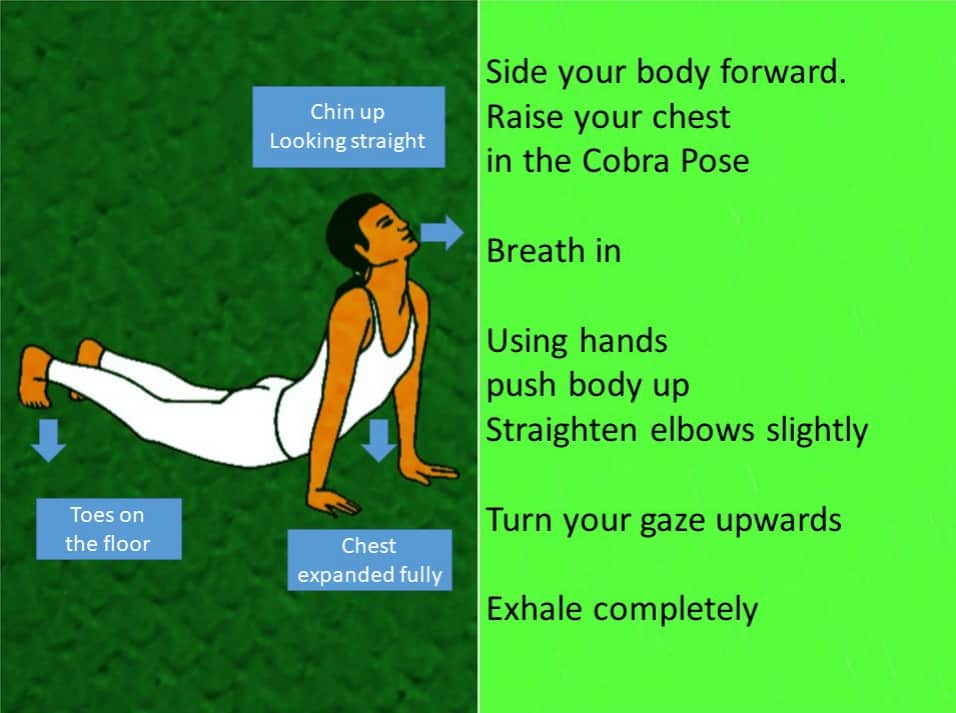 Chin up
Looking straight
Toes on
the floor
Chest
expanded fully
Side your body forward.
Raise your chest
in the Cobra Pose
Breath in
Using hands
push body up
Straighten elbows slightly
Turn your gaze upwards
Exhale completely